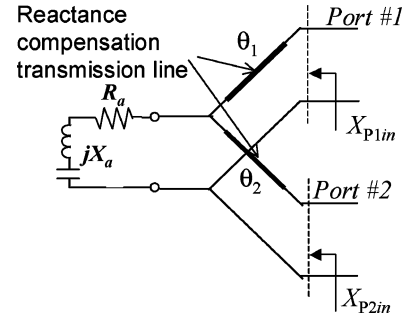 Reactance
compensation
transmission line
θ1
Port #1
Ra
XP1in
jXa
θ2
Port #2
XP2in